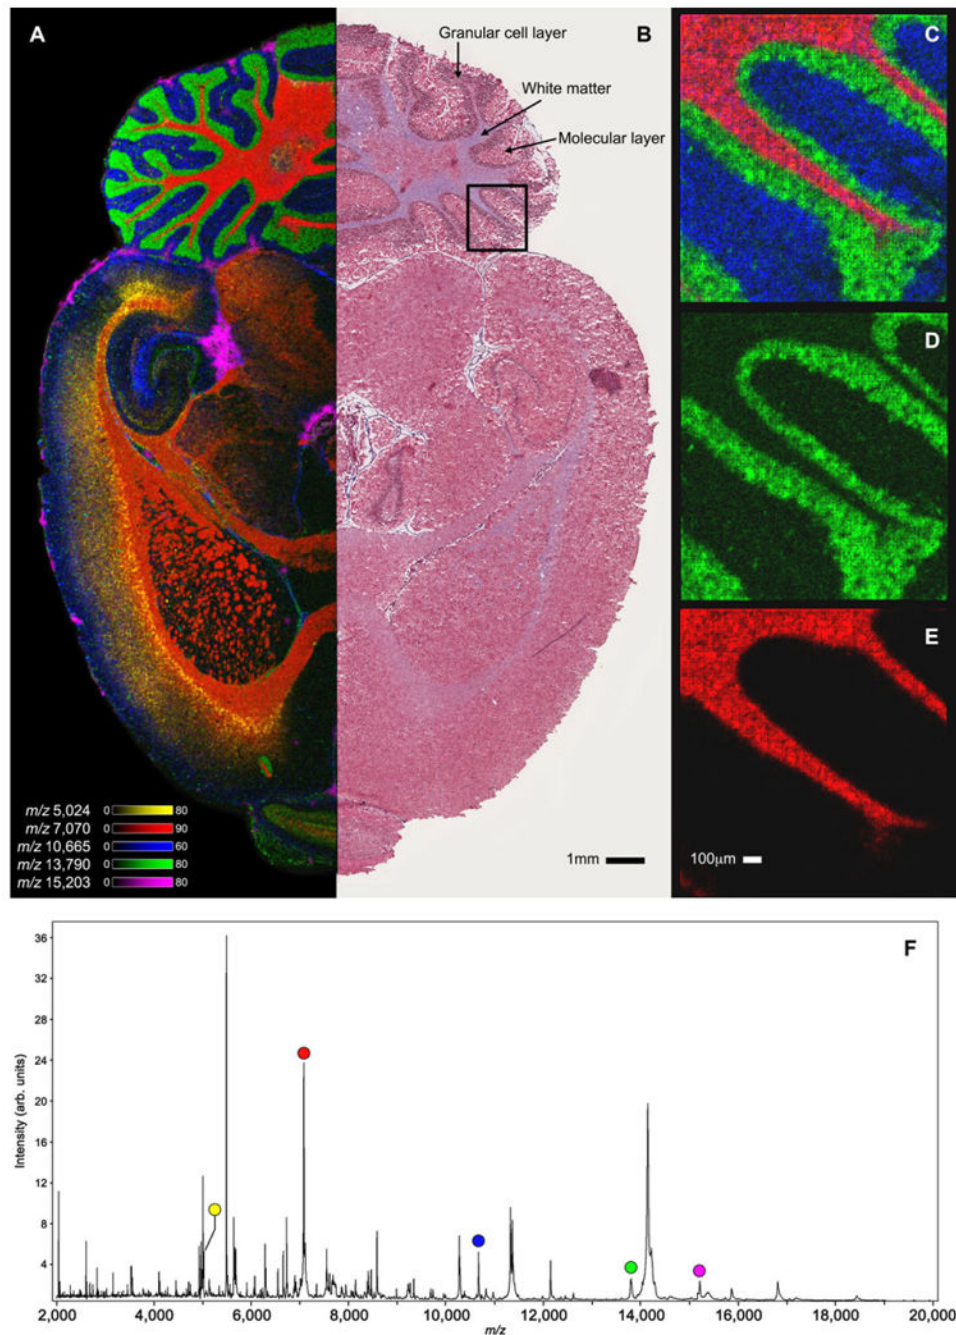 A
B
C
Granular cell layer
White matter
Molecular layer
D
E
m/z 5,024 0 80
m/z 7,070 0 90
m/z 10,665 0 60
m/z 13,790 0 80
m/z 15,203 0 80
1mm
100μm
F
Intensity (arb. units)
36
32
28
24
20
16
12
8
4
2,000 4,000 6,000 8,000 10,000 12,000 14,000 16,000 18,000 20,000
m/z